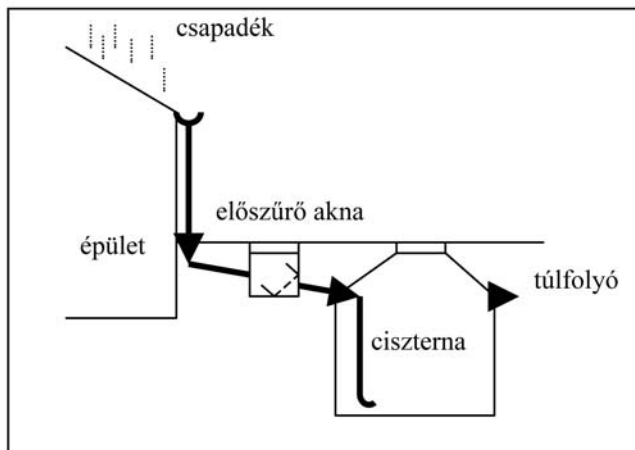 csapadék
előszűrő akna
épület
túlfolyó
ciszterna